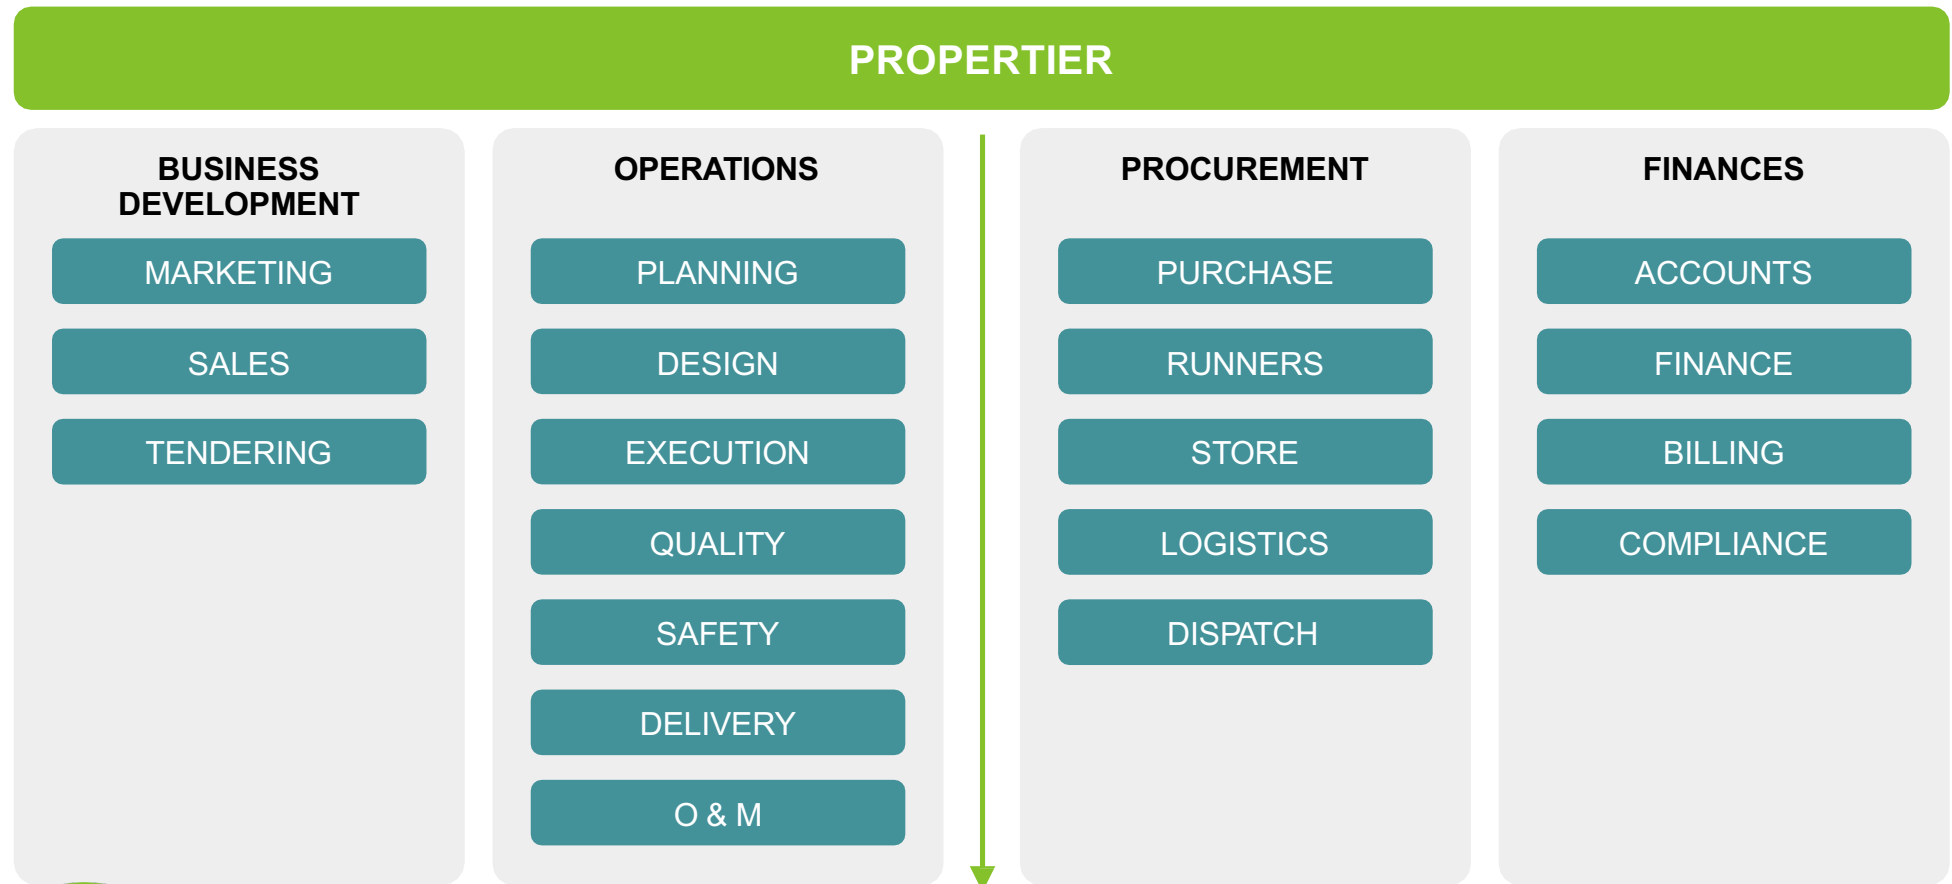 PROPERTIER
BUSINESS
DEVELOPMENT
MARKETING
SALES
TENDERING
OPERATIONS
PLANNING
DESIGN
EXECUTION
QUALITY
SAFETY
DELIVERY
O & M
PROCUREMENT
PURCHASE
RUNNERS
STORE
LOGISTICS
DISPATCH
FINANCES
ACCOUNTS
FINANCE
BILLING
COMPLIANCE